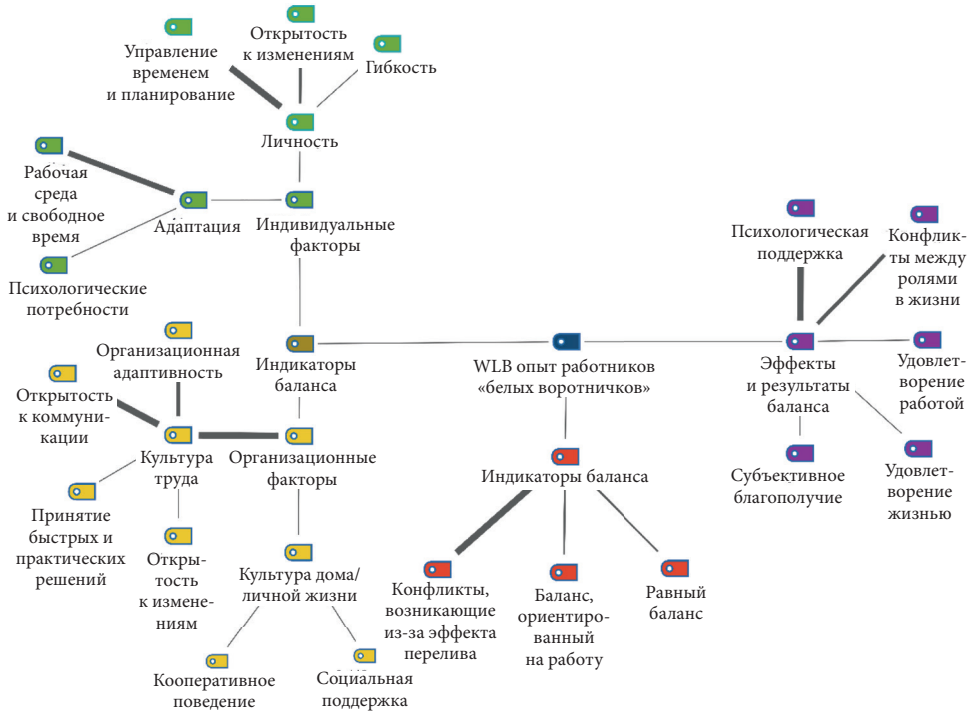 Управление
временем
и планирование
Открытость
к изменениям
Гибкость
Личность
Рабочая
среда
и свободное
время
Адаптация
Индивидуальные
факторы
Психологические
потребности
Психологическая
поддержка
Конфлик-
ты между
ролями
в жизни
Организационная
адаптивность
Индикаторы
баланса
WLB опыт работников
«белых воротничков»
Эффекты
и результаты
баланса
Удовлет-
ворение
работой
Открытость
к коммуни-
кации
Культура
труда
Организационные
факторы
Индикаторы баланса
Субъективное
благополучие
Удовлет-
ворение
жизнью
Принятие
быстрых и
практических
решений
Откры-
тость
к измене-
ниям
Культура дома/
личной жизни
Конфликты,
возникающие
из-за эффекта
перелива
Баланс,
ориентиро-
ванный
на работу
Равный
баланс
Кооперативное
поведение
Социальная
поддержка